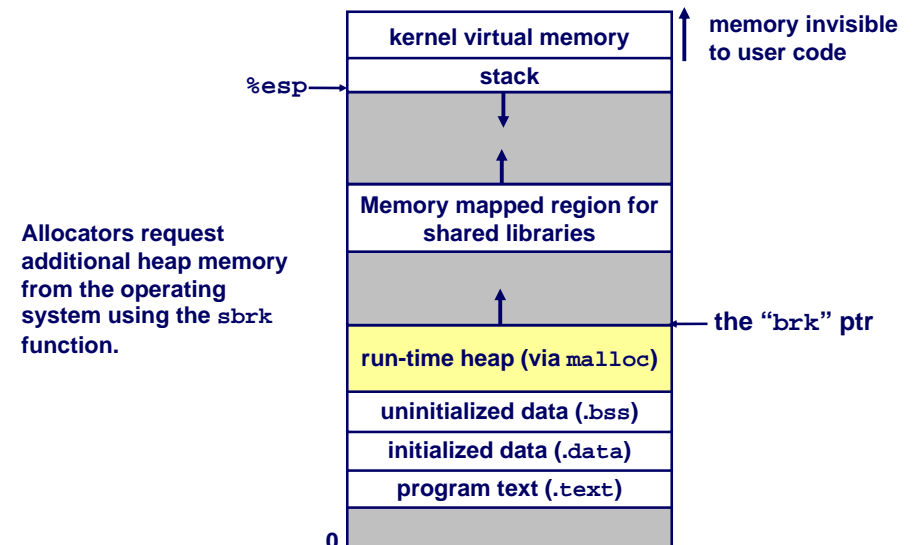 kernel virtual memory
memory invisible
to user code
stack
%esp
Memory mapped region for
shared libraries
Allocators request
additional heap memory
from the operating
system using the sbrk
function.
the “brk” ptr
run-time heap (via malloc)
uninitialized data (.bss)
initialized data (.data)
program text (.text)
0